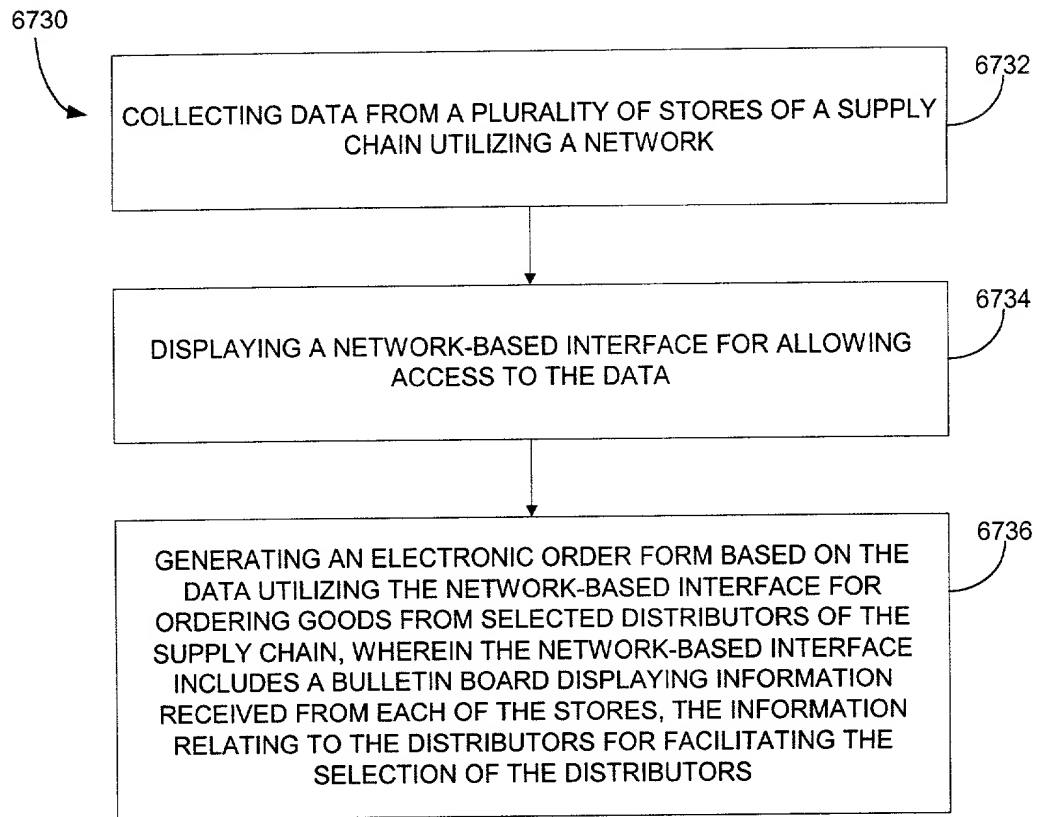 6730
6732
COLLECTING DATA FROM A PLURALITY OF STORES OF A SUPPLY
CHAIN UTILIZING A NETWORK
6734
DISPLAYING A NETWORK-BASED INTERFACE FOR ALLOWING
ACCESS TO THE DATA
6736
GENERATING AN ELECTRONIC ORDER FORM BASED ON THE
DATA UTILIZING THE NETWORK-BASED INTERFACE FOR
ORDERING GOODS FROM SELECTED DISTRIBUTORS OF THE
SUPPLY CHAIN, WHEREIN THE NETWORK-BASED INTERFACE
INCLUDES A BULLETIN BOARD DISPLAYING INFORMATION
RECEIVED FROM EACH OF THE STORES, THE INFORMATION
RELATING TO THE DISTRIBUTORS FOR FACILITATING THE
SELECTION OF THE DISTRIBUTORS